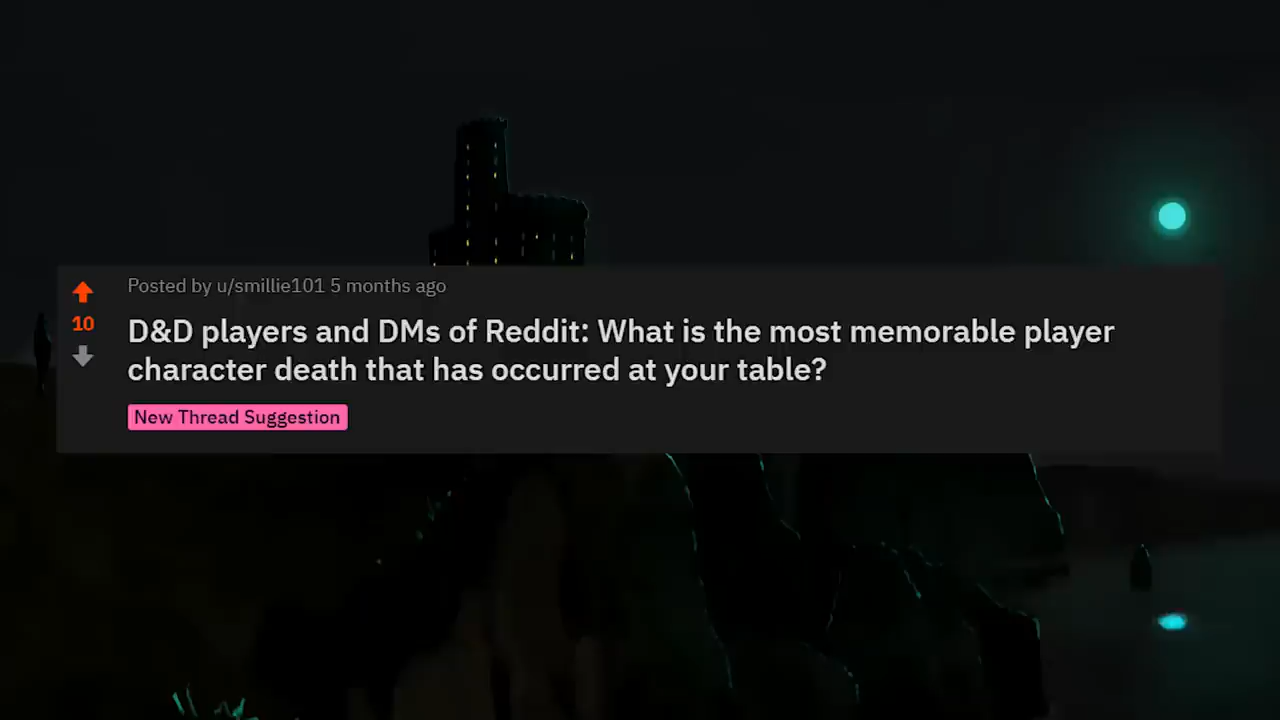 Posted by u/smillie101 5 months ago
10
D&D players and DMs of Reddit: What is the most memorable player
character death that has occurred at your table?
New Thread Suggestion